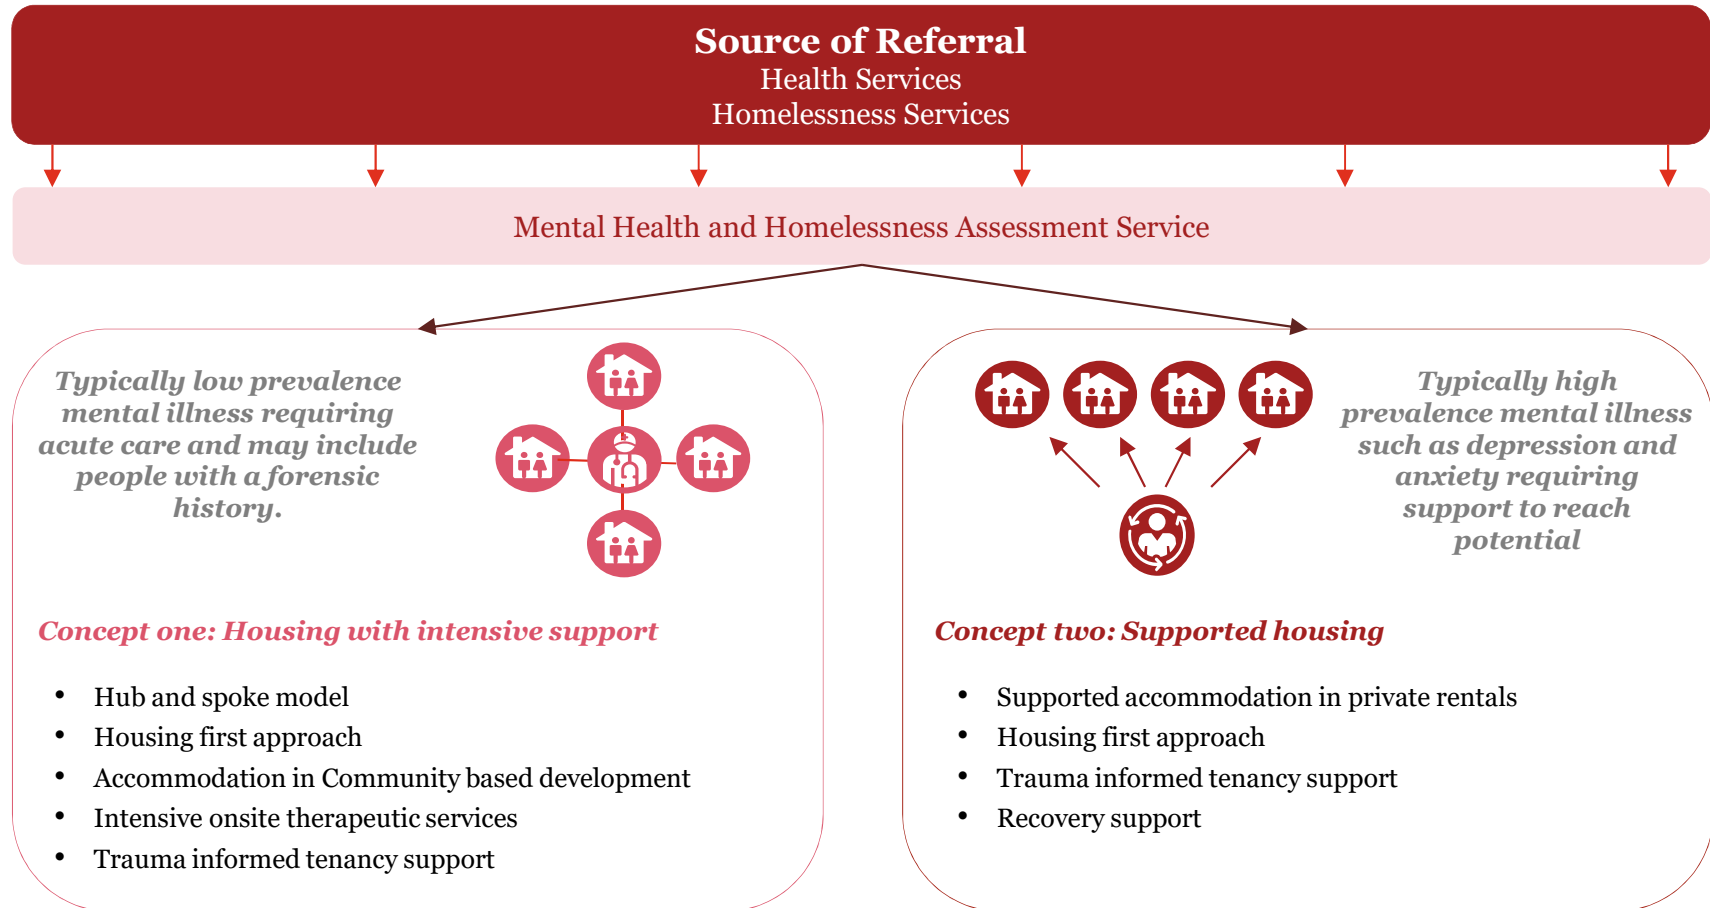 Source of Referral
Health Services
Homelessness Services
Mental Health and Homelessness Assessment Service
Typically low prevalence
mental illness requiring
acute care and may include
people with a forensic
history.
Concept one: Housing with intensive support
• Hub and spoke model
• Housing first approach
• Accommodation in Community based development
• Intensive onsite therapeutic services
• Trauma informed tenancy support
Typically high
prevalence mental illness
such as depression and
anxiety requiring
support to reach
potential
Concept two: Supported housing
• Supported accommodation in private rentals
• Housing first approach
• Trauma informed tenancy support
• Recovery support